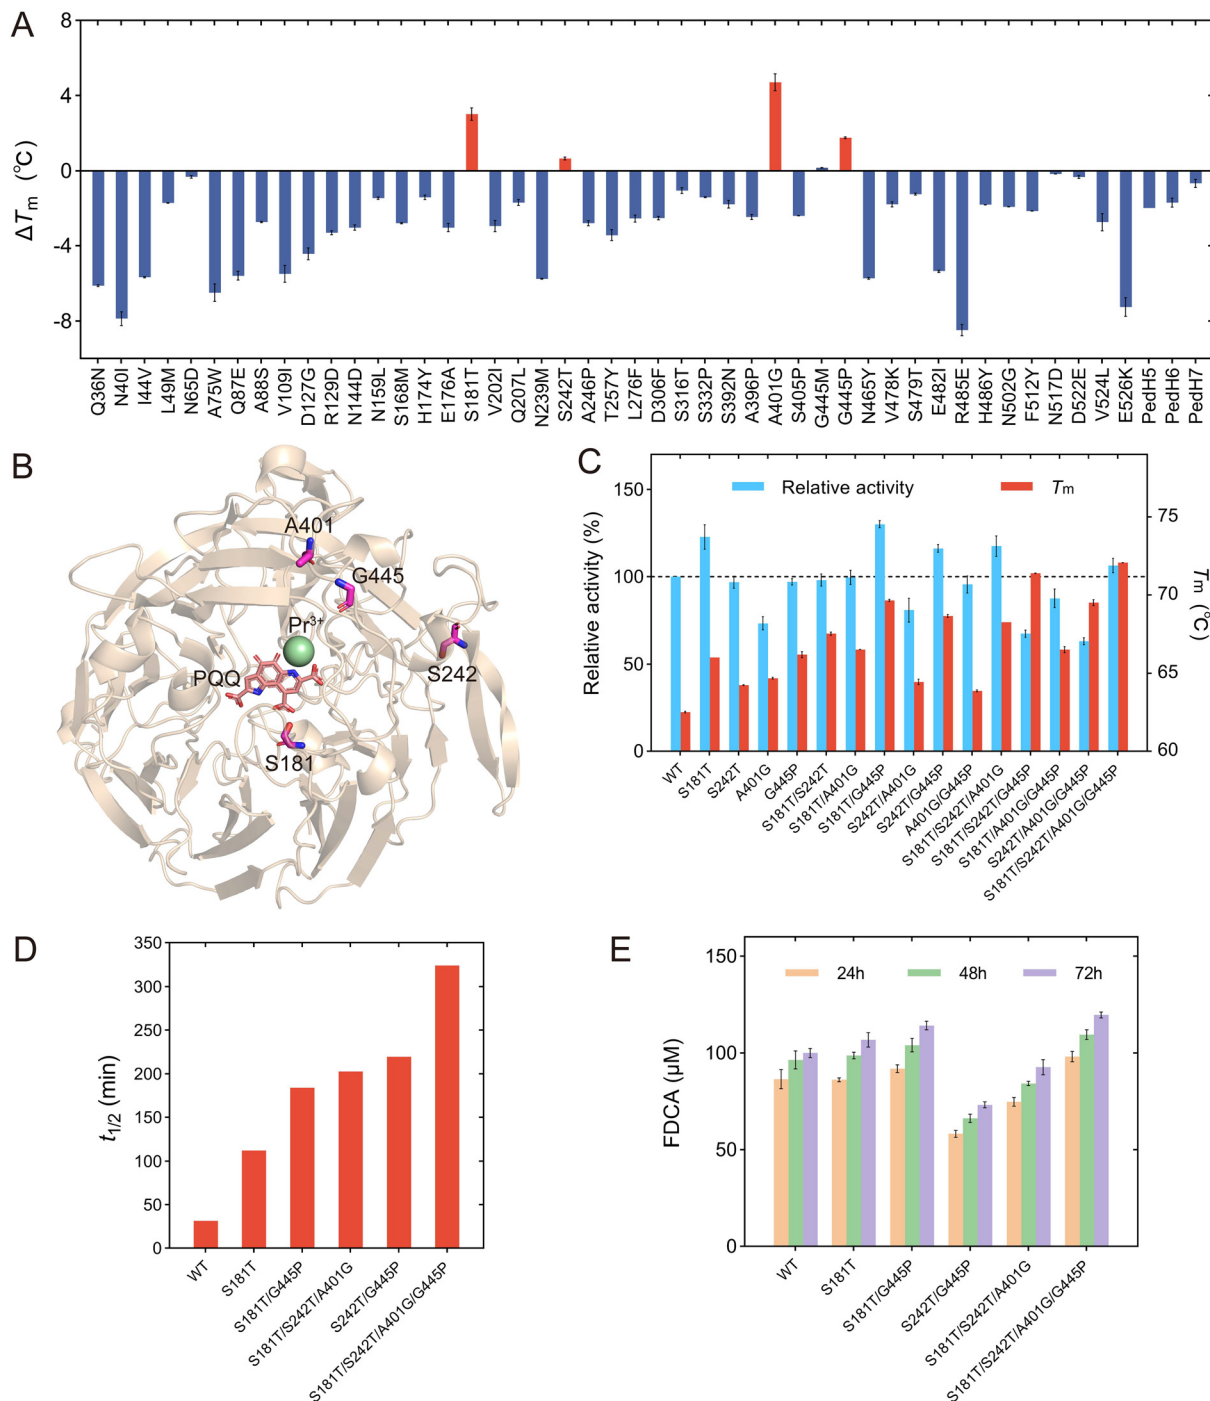 A
8
4
0
-4
-8
ΔTm (℃)
Q36N
N40I
I44V
L49M
N65D
A75W
Q87E
A88S
V109I
D127G
R129D
N144D
N159L
S168M
H174Y
E176A
S181T
V202I
Q207L
N239M
S242T
A246P
T257Y
L276F
D306F
S316T
S332P
S392N
A396P
A401G
S405P
G445M
G445P
N465Y
V478K
S479T
E482I
R485E
H486Y
N502G
F512Y
N517D
D522E
V524L
E526K
PedH5
PedH6
PedH7
B
A401
G445
Pr3+
S242
PQQ
S181
C
Relative activity
Tm
150
100
50
0
Relative activity (%)
75
70
65
60
Tm (℃)
WT
S181T
S242T
A401G
G445P
S181T/S242T
S181T/A401G
S181T/G445P
S242T/A401G
S242T/G445P
A401G/G445P
S181T/S242T/A401G
S181T/S242T/G445P
S181T/A401G/G445P
S242T/A401G/G445P
S181T/S242T/A401G/G445P
D
350
300
250
200
150
100
50
0
t1/2 (min)
WT
S181T
S181T/G445P
S181T/S242T/A401G
S242T/G445P
S181T/S242T/A401G/G445P
E
24h
48h
72h
150
100
50
0
FDCA (μM)
WT
S181T
S181T/G445P
S242T/G445P
S181T/S242T/A401G
S181T/S242T/A401G/G445P